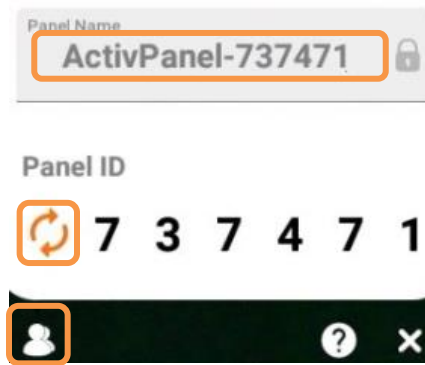 Panel Name
ActivPanel-737471
Panel ID
7 3 7 4 7 1
?